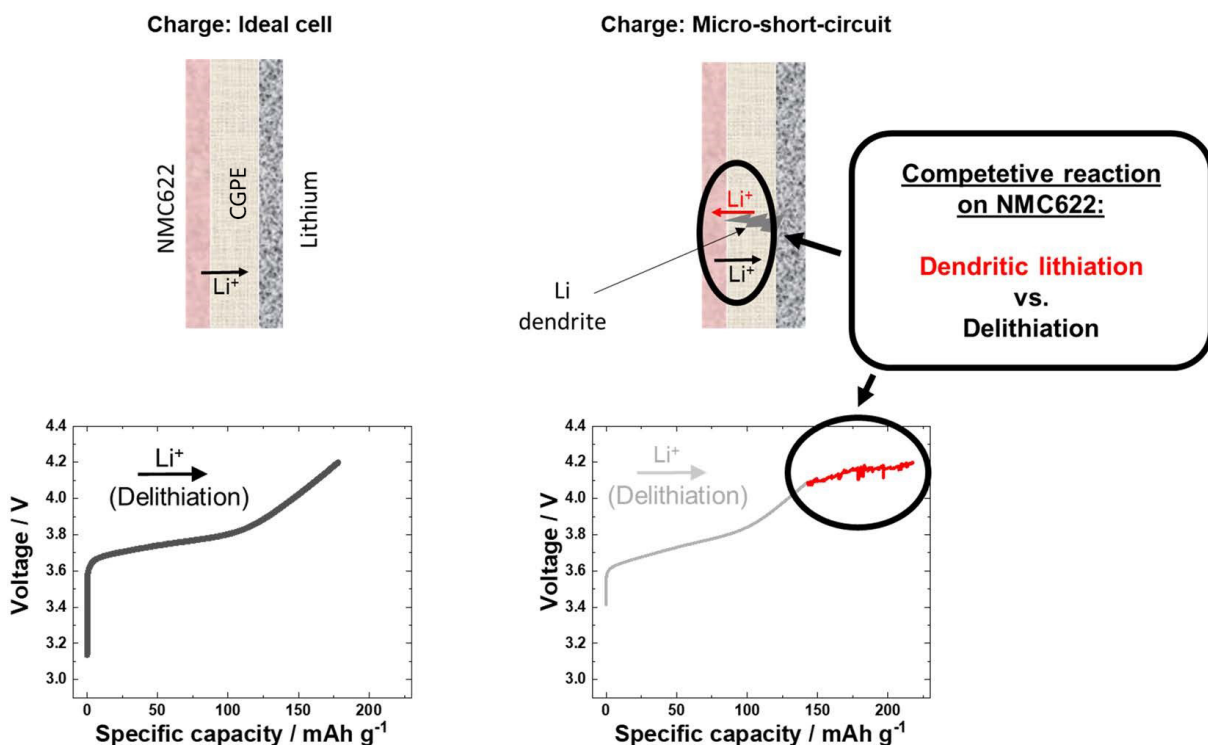 Charge: Ideal cell
NMC622
CGPE
Lithium
Li⁺
Charge: Micro-short-circuit
Li⁺
Li⁺
Li
dendrite
Competetive reaction
on NMC622:
Dendritic lithiation
vs.
Delithiation
4.4
4.2
4.0
3.8
3.6
3.4
3.2
3.0
Voltage / V
Li⁺
(Delithiation)
0
50
100
150
200
Specific capacity / mAh g⁻¹
4.4
4.2
4.0
3.8
3.6
3.4
3.2
3.0
Voltage / V
Li⁺
(Delithiation)
0
50
100
150
200
Specific capacity / mAh g⁻¹